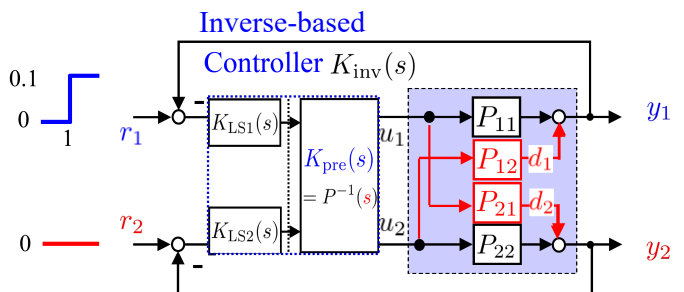 Inverse-based
Controller K_inv(s)
0.1
0
1
r_1
-
K_LS1(s)
K_pre(s)
= P^{-1}(s)
u_1
P_11
y_1
P_12
d_1
P_21
d_2
0
r_2
-
K_LS2(s)
u_2
P_22
y_2